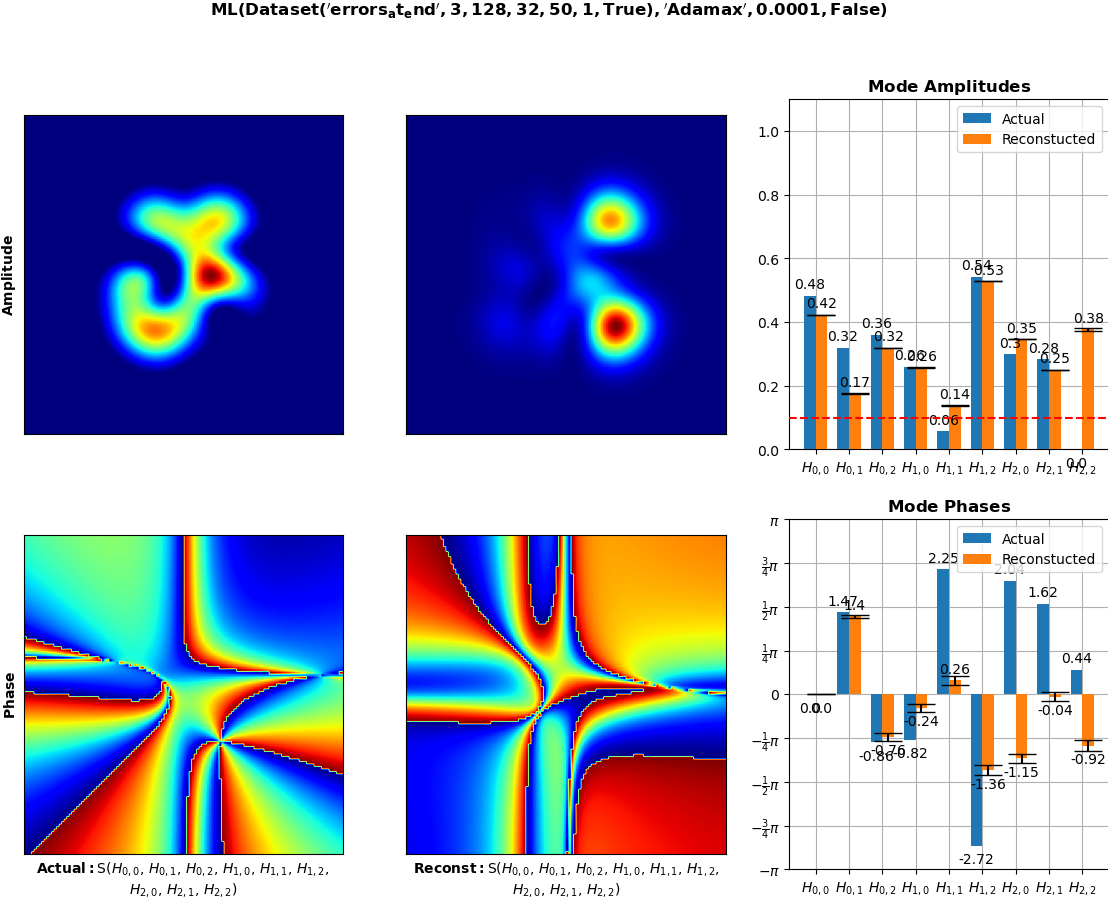 ML(Dataset('errors_at_end', 3, 128, 32, 50, 1, True), 'Adamax', 0.0001, False)
Amplitude
Mode Amplitudes
Actual
Reconstucted
1.0
0.8
0.6
0.4
0.2
0.0
0.48
0.42
0.32
0.17
0.36
0.32
0.26
0.26
0.06
0.14
0.54
0.53
0.3
0.35
0.28
0.25
0.0
0.38
H0,0 H0,1 H0,2 H1,0 H1,1 H1,2 H2,0 H2,1 H2,2
Phase
Actual: S(H0,0, H0,1, H0,2, H1,0, H1,1, H1,2,
H2,0, H2,1, H2,2)
Reconst: S(H0,0, H0,1, H0,2, H1,0, H1,1, H1,2,
H2,0, H2,1, H2,2)
Mode Phases
Actual
Reconstucted
π
3/4π
1/2π
1/4π
0
−1/4π
−1/2π
−3/4π
−π
0.0
0.0
1.47
1.4
-0.86
-0.76
-0.82
-0.24
2.25
0.26
-2.72
-1.36
2.04
-1.15
1.62
-0.04
0.44
-0.92
H0,0 H0,1 H0,2 H1,0 H1,1 H1,2 H2,0 H2,1 H2,2